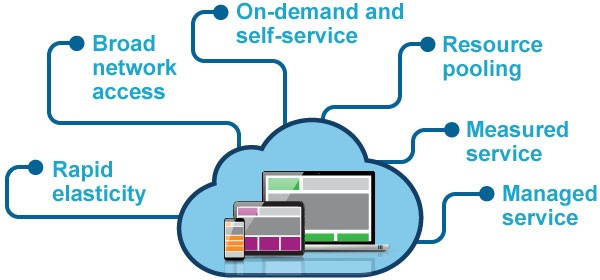 On-demand and
self-service
Broad
network
access
Resource
pooling
Measured
service
Rapid
elasticity
Managed
service